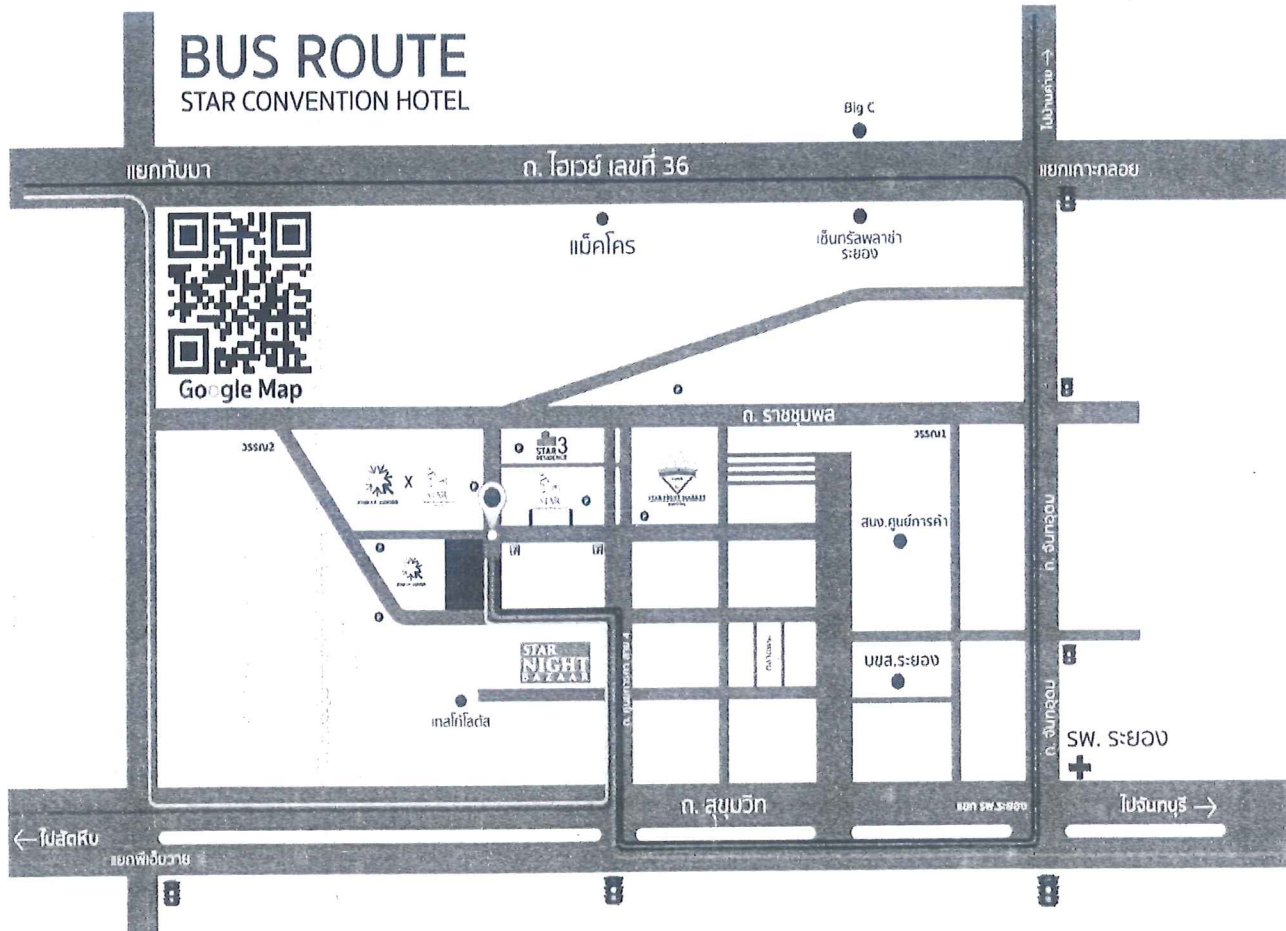 BUS ROUTE
STAR CONVENTION HOTEL
Big C
ไปบ้านค่าย →
แยกทับมา
ถ. ไฮเวย์ เลขที่ 36
แยกเกาะกลอย
แม็คโคร
เซ็นทรัลพลาซ่า
ระยอง
Google Map
P
ถ. ราชชุมพล
วรรณ2
STAR 3
RESIDENCE
วรรณ1
X
STAR
P
P
STAR
P
P
สนง.ศูนย์การค้า
ถ. จันทอุดม
P
P
STAR
NIGHT
BAZAAR
บขส.ระยอง
เทสโก้โลตัส
ถ. จันทอุดม
รพ. ระยอง
ถ. สุขุมวิท
แยก รพ.ระยอง
ไปจันทบุรี →
← ไปสัตหีบ
แยกพีเอ็มวาย